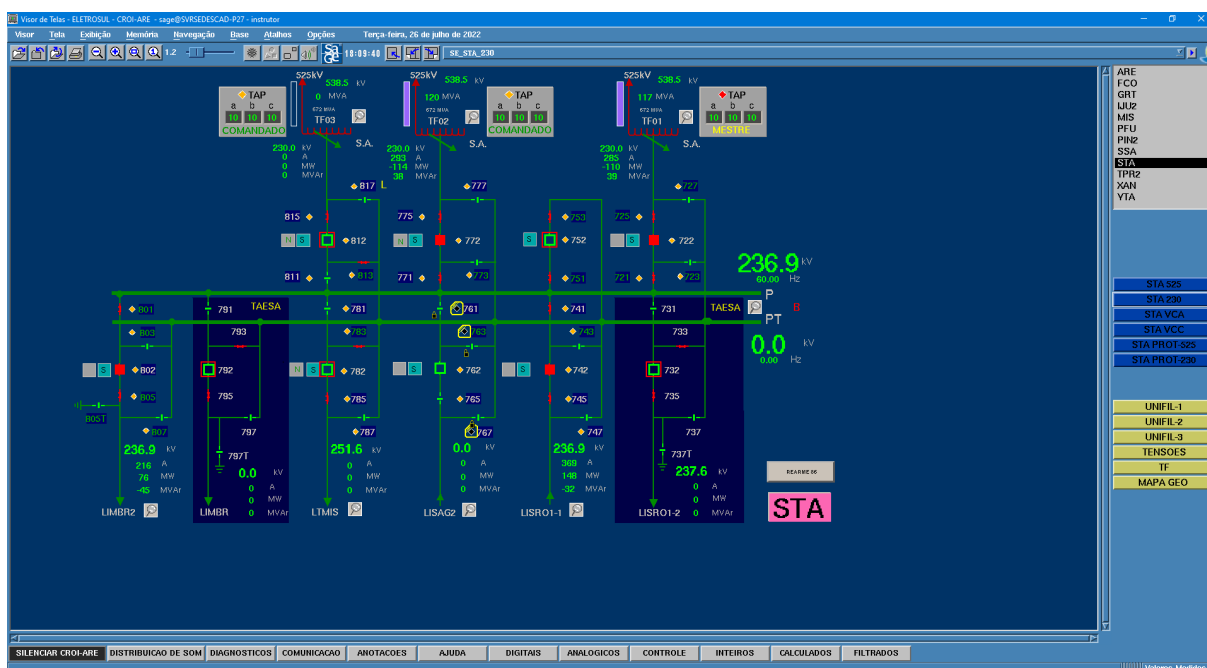 Visor de Telas - ELETROSUL - CROI-ARE - sage@SVRSEDESCAD-P27 - instrutor
Visor Tela Exibição Memória Navegação Base Atalhos Opções Terça-feira, 26 de julho de 2022
1.2 18:09:40 SE_STA_230
ARE
FCO
GRT
IJU2
MIS
PFU
PIN2
SSA
STA
TPR2
XAN
YTA
525kV 538.5 kV 525kV 538.5 kV 525kV 538.5 kV
TAP 0 MVA 120 MVA TAP 117 MVA TAP
a b c 672 MVA 672 MVA a b c 672 MVA a b c
10 10 10 TF03 TF02 10 10 10 TF01 10 10 10
COMANDADO COMANDADO MESTRE
S.A. S.A. S.A.
230.0 kV 230.0 kV 230.0 kV
0 A 293 A 285 A
0 MW -114 MW -110 MW
0 MVAr 38 MVAr 39 MVAr
817 L 777 727
815 775 753 725
N S 812 N S 772 S 752 S 722
811 813 771 773 751 721 723
236.9 kV
60.00 Hz
P
801 791 TAESA 781 761 741 731 TAESA B
PT
803 793 783 763 743 733
0.0 kV
0.00 Hz
S 802 792 N S 782 S 762 S 742 732
805 795 785 765 745 735
805T
807 797 787 767 747 737
236.9 kV 797T 251.6 kV 0.0 kV 236.9 kV 737T
216 A 0.0 kV 0 A 0 A 369 A 237.6 kV
76 MW 0 A 0 MW 0 MW 148 MW 0 A
-45 MVAr 0 MW 0 MVAr 0 MVAr -32 MVAr 0 MW
LIMBR2 LIMBR 0 MVAr LTMIS LISAG2 LISRO1-1 LISRO1-2 0 MVAr
REARME 86
STA
STA 525
STA 230
STA VCA
STA VCC
STA PROT-525
STA PROT-230
UNIFIL-1
UNIFIL-2
UNIFIL-3
TENSOES
TF
MAPA GEO
SILENCIAR CROI-ARE DISTRIBUICAO DE SOM DIAGNOSTICOS COMUNICACAO ANOTACOES AJUDA DIGITAIS ANALOGICOS CONTROLE INTEIROS CALCULADOS FILTRADOS
Valores Medidos